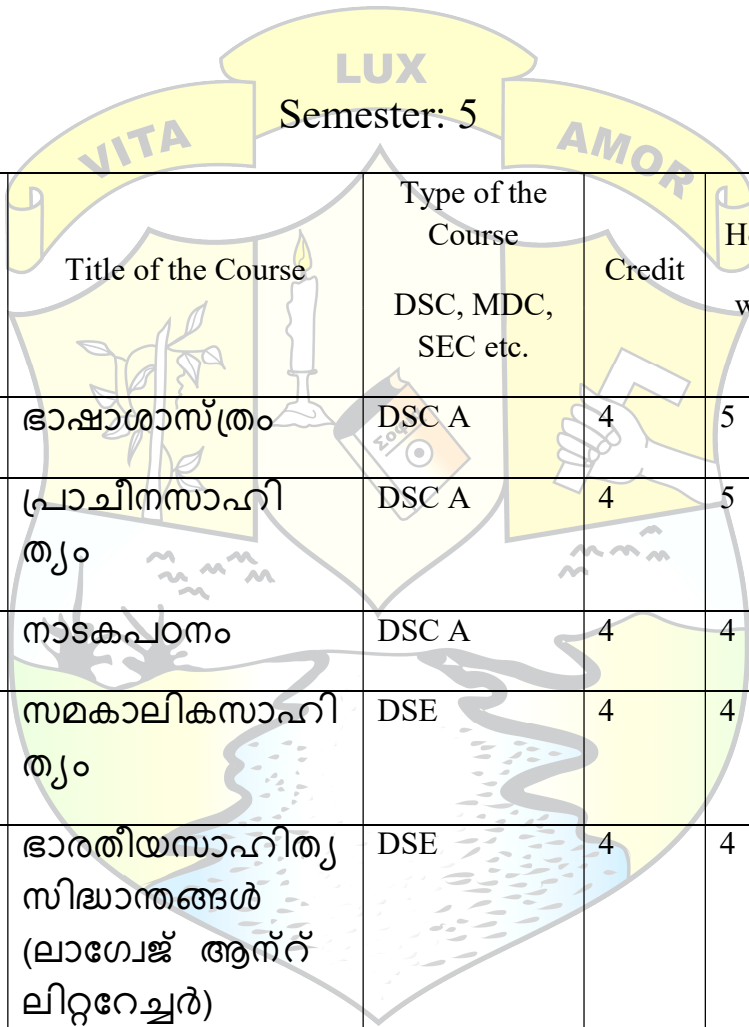 LUX
VITA
AMOR
Semester: 5
Title of the Course
Type of the
Course
DSC, MDC,
SEC etc.
Credit
ഭാഷാശാസ്ത്രം DSC A 4 5
പ്രാചീനസാഹി DSC A 4 5
ത്യം
നാടകപഠനം DSC A 4 4
സമകാലികസാഹി DSE 4 4
ത്യം
ഭാരതീയസാഹിത്യ DSE 4 4
സിദ്ധാന്തങ്ങൾ
(ലാഗ്വേജ് ആന്റ്
ലിറ്ററേച്ചർ)